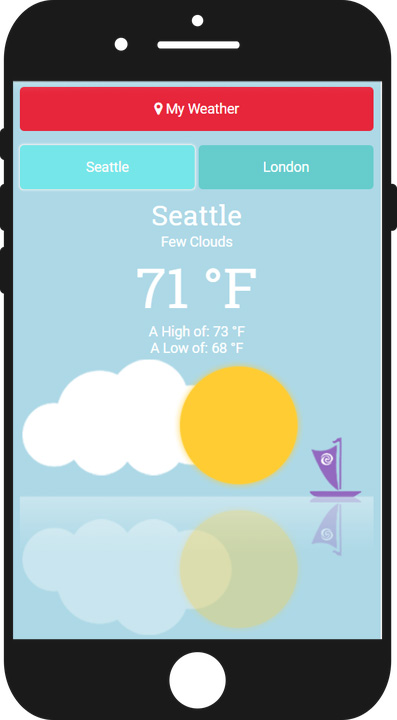 My Weather
Seattle
London
Seattle
Few Clouds
71 °F
A High of: 73 °F
A Low of: 68 °F